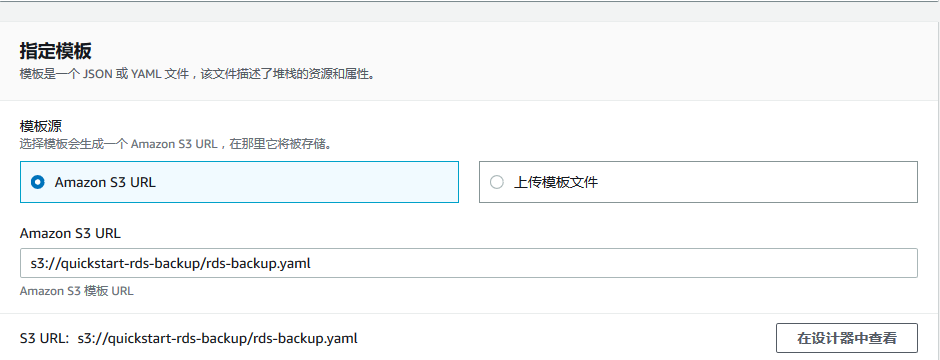 指定模板
模板是一个 JSON 或 YAML 文件，该文件描述了堆栈的资源和属性。
模板源
选择模板会生成一个 Amazon S3 URL，在那里它将被存储。
Amazon S3 URL
上传模板文件
Amazon S3 URL
s3://quickstart-rds-backup/rds-backup.yaml
Amazon S3 模板 URL
S3 URL: s3://quickstart-rds-backup/rds-backup.yaml
在设计器中查看